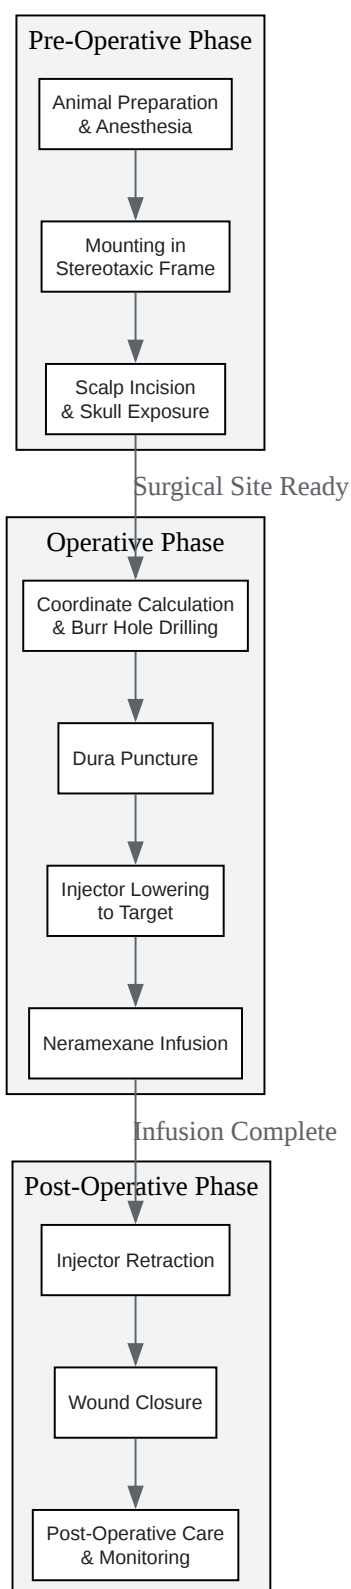 Pre-Operative Phase
Animal Preparation
& Anesthesia
Mounting in
Stereotaxic Frame
Scalp Incision
& Skull Exposure
Surgical Site Ready
Operative Phase
Coordinate Calculation
& Burr Hole Drilling
Dura Puncture
Injector Lowering
to Target
Neramexane Infusion
Infusion Complete
Post-Operative Phase
Injector Retraction
Wound Closure
Post-Operative Care
& Monitoring